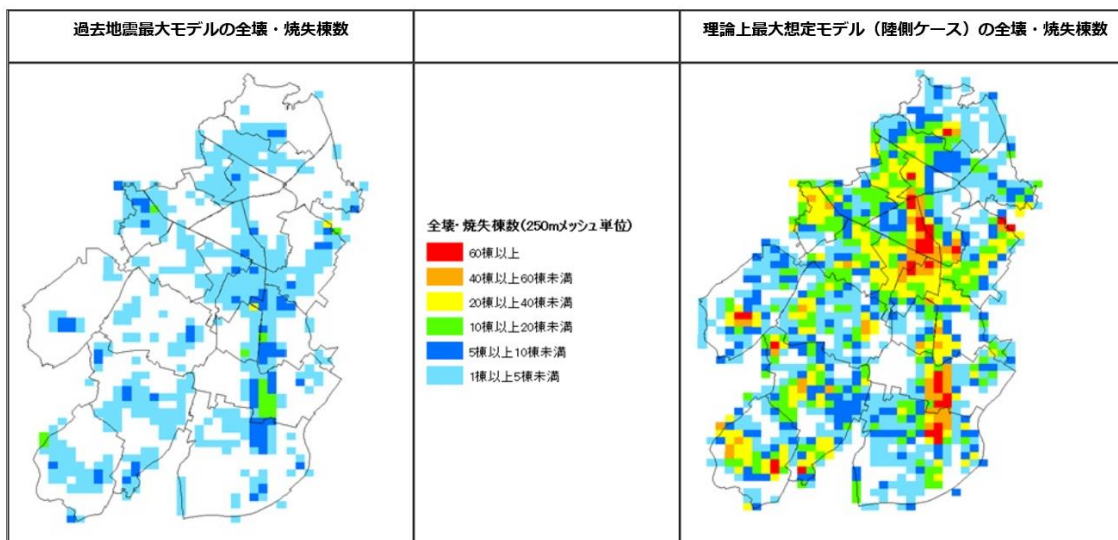 過去地震最大モデルの全壊・焼失棟数
理論上最大想定モデル（陸側ケース）の全壊・焼失棟数
全壊・焼失棟数(250mメッシュ単位)
60棟以上
40棟以上60棟未満
20棟以上40棟未満
10棟以上20棟未満
5棟以上10棟未満
1棟以上5棟未満